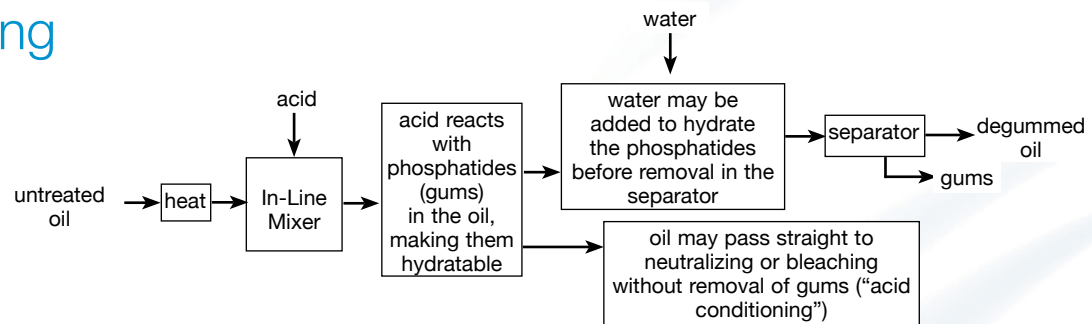 ng
water
acid
untreated
oil
heat
In-Line
Mixer
acid reacts
with
phosphatides
(gums)
in the oil,
making them
hydratable
water may be
added to hydrate
the phosphatides
before removal in the
separator
separator
degummed
oil
gums
oil may pass straight to
neutralizing or bleaching
without removal of gums (“acid
conditioning”)